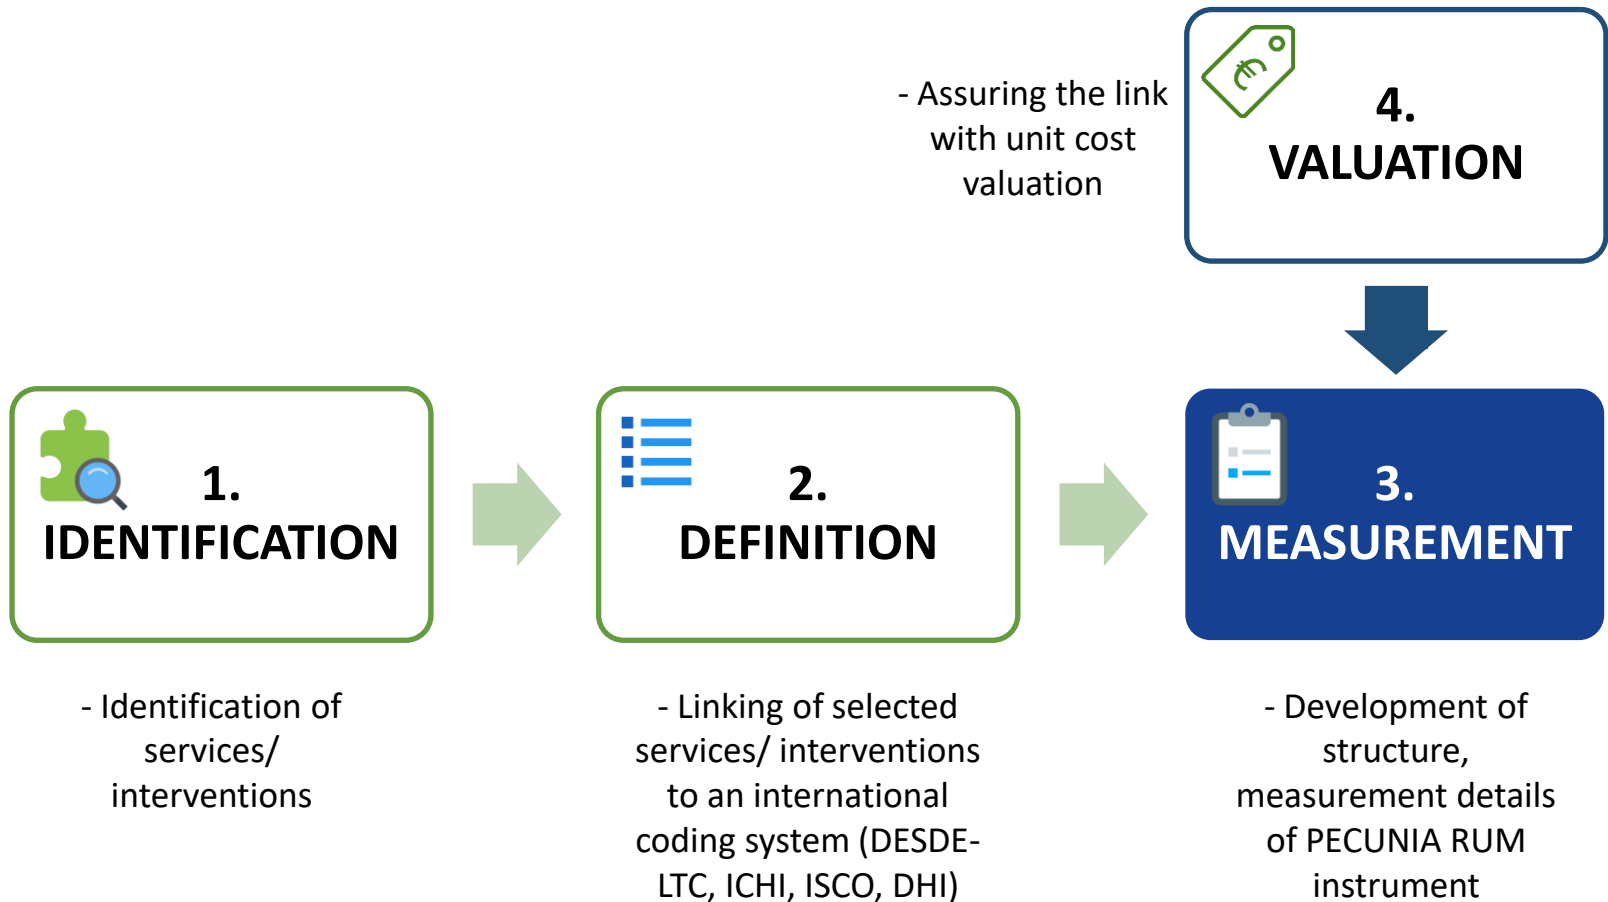 - Assuring the link
with unit cost
valuation
4.
VALUATION
1.
IDENTIFICATION
2.
DEFINITION
3.
MEASUREMENT
- Identification of
services/
interventions
- Linking of selected
services/ interventions
to an international
coding system (DESDE-
LTC, ICHI, ISCO, DHI)
- Development of
structure,
measurement details
of PECUNIA RUM
instrument